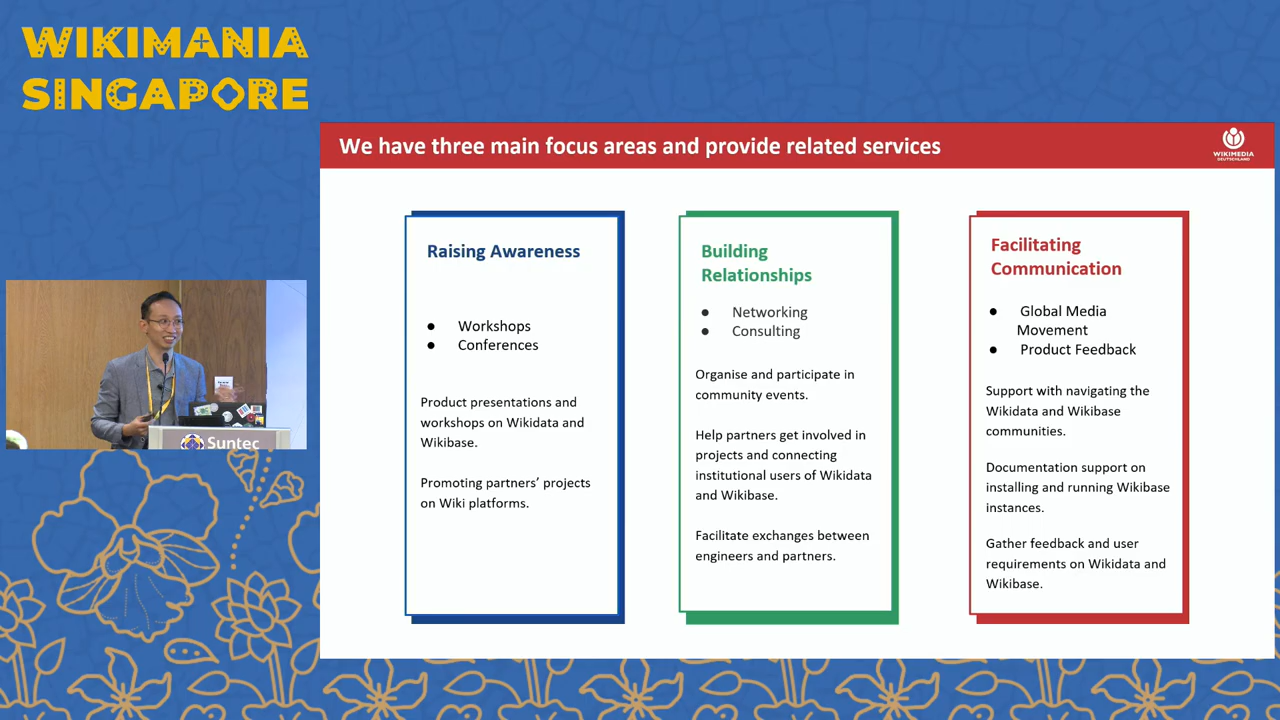 WIKIMANIA
SINGAPORE
We have three main focus areas and provide related services
WIKIMEDIA
DEUTSCHLAND
Raising Awareness
● Workshops
● Conferences
Product presentations and
workshops on Wikidata and
Wikibase.
Promoting partners’ projects
on Wiki platforms.
Building
Relationships
● Networking
● Consulting
Organise and participate in
community events.
Help partners get involved in
projects and connecting
institutional users of Wikidata
and Wikibase.
Facilitate exchanges between
engineers and partners.
Facilitating
Communication
● Global Media
Movement
● Product Feedback
Support with navigating the
Wikidata and Wikibase
communities.
Documentation support on
installing and running Wikibase
instances.
Gather feedback and user
requirements on Wikidata and
Wikibase.
Suntec